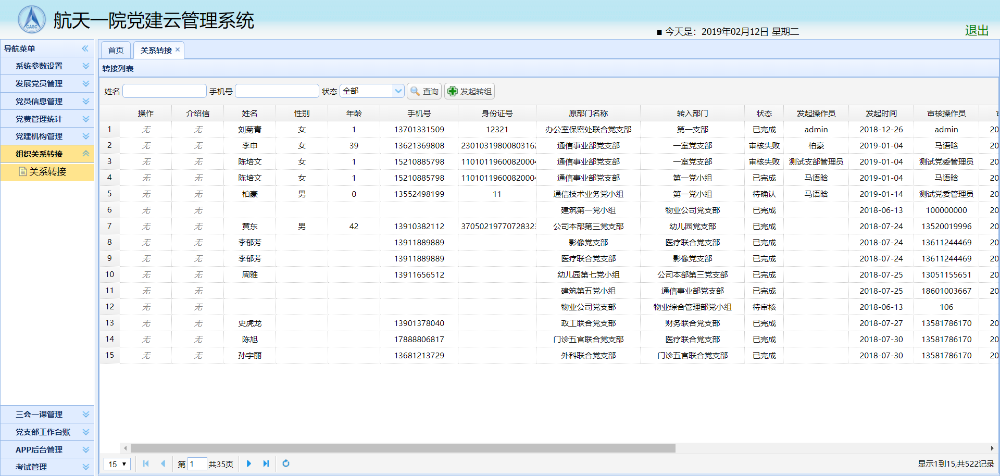 CASC 航天一院党建云管理系统
■ 今天是：2019年02月12日 星期二 退出
导航菜单
系统参数设置
发展党员管理
党员信息管理
党费管理统计
党建机构管理
组织关系转接
关系转接
三会一课管理
党支部工作台账
APP后台管理
考试管理
首页 关系转接 ×
转接列表
姓名 手机号 状态 全部 查询 发起转组
操作 介绍信 姓名 性别 年龄 手机号 身份证号 原部门名称 转入部门 状态 发起操作员 发起时间 审核操作员
1 无 无 刘菊青 女 1 13701331509 12321 办公室保密处联合党支部 第一支部 已完成 admin 2018-12-26 admin 20
2 无 无 李申 女 39 13621369808 23010319800803162 通信事业部党支部 一室党支部 审核失败 柏豪 2019-01-04 马语晗 20
3 无 无 陈培文 女 1 15210885798 11010119600820004 通信事业部党支部 一室党支部 审核失败 测试支部管理员 2019-01-04 测试党委管理员 20
4 无 无 陈培文 女 1 15210885798 11010119600820004 通信事业部党支部 第一党小组 已完成 马语晗 2019-01-04 马语晗 20
5 无 无 柏豪 男 0 13552498199 11 通信技术业务党小组 第一党小组 待确认 马语晗 2019-01-14 测试党委管理员 20
6 无 无 建筑第一党小组 物业公司党支部 已完成 2018-06-13 100000000 20
7 无 无 黄东 男 42 13910382112 37050219770728323 公司本部第三党支部 幼儿园党支部 已完成 2018-07-24 13520019996 20
8 无 无 李郁芳 13911889889 影像党支部 医疗联合党支部 已完成 2018-07-24 13611244469 20
9 无 无 李郁芳 13911889889 医疗联合党支部 影像党支部 已完成 2018-07-24 13611244469 20
10 无 无 周雅 13911656512 幼儿园第七党小组 公司本部第三党支部 已完成 2018-07-25 13051155651 20
11 无 无 建筑第五党小组 通信事业部党支部 已完成 2018-07-25 18601003667 20
12 无 无 物业公司党支部 物业综合管理部党小组 待审核 2018-06-13 106
13 无 无 史虎龙 13901378040 政工联合党支部 财务联合党支部 已完成 2018-07-27 13581786170 20
14 无 无 陈旭 17888806817 门诊五官联合党支部 医疗联合党支部 已完成 2018-07-30 13581786170 20
15 无 无 孙宇丽 13681213729 外科联合党支部 门诊五官联合党支部 已完成 2018-07-30 13581786170 20
15 第 1 共35页 显示1到15,共522记录